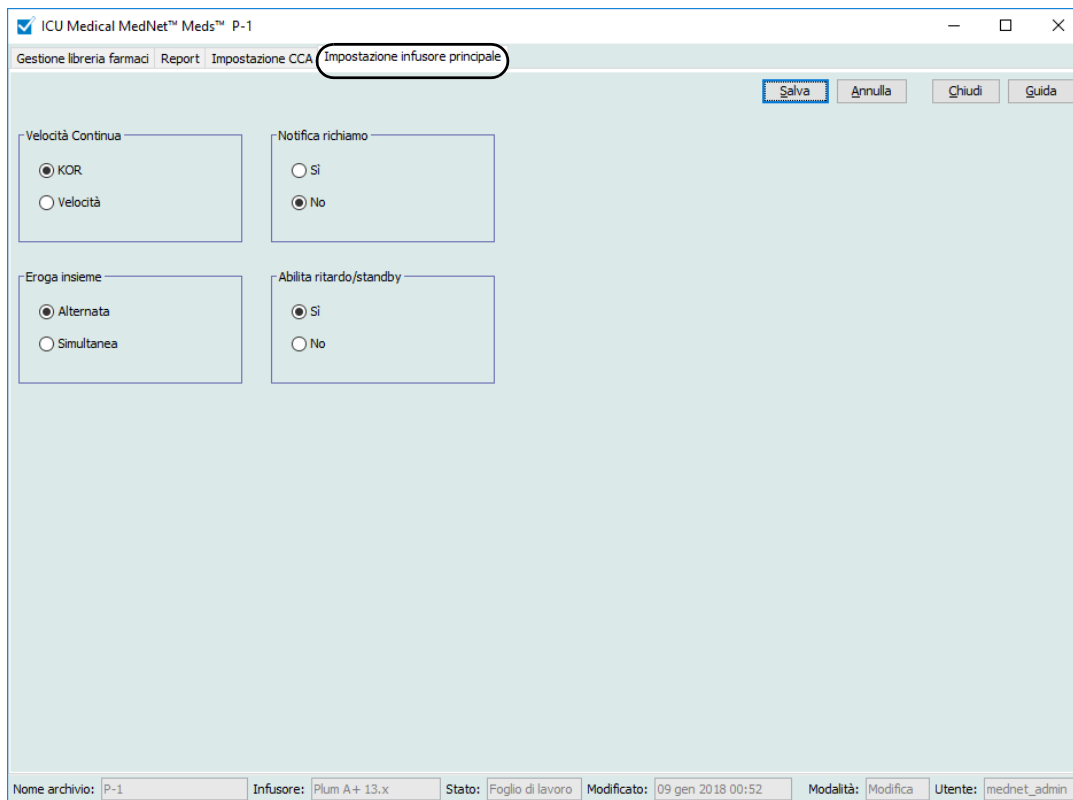 ICU Medical MedNet™ Meds™ P-1
Gestione libreria farmaci Report Impostazione CCA Impostazione infusore principale
Salva Annulla Chiudi Guida
Velocità Continua
KOR
Velocità
Notifica richiamo
Sì
No
Eroga insieme
Alternata
Simultanea
Abilita ritardo/standby
Sì
No
Nome archivio: P-1 Infusore: Plum A+ 13.x Stato: Foglio di lavoro Modificato: 09 gen 2018 00:52 Modalità: Modifica Utente: mednet_admin